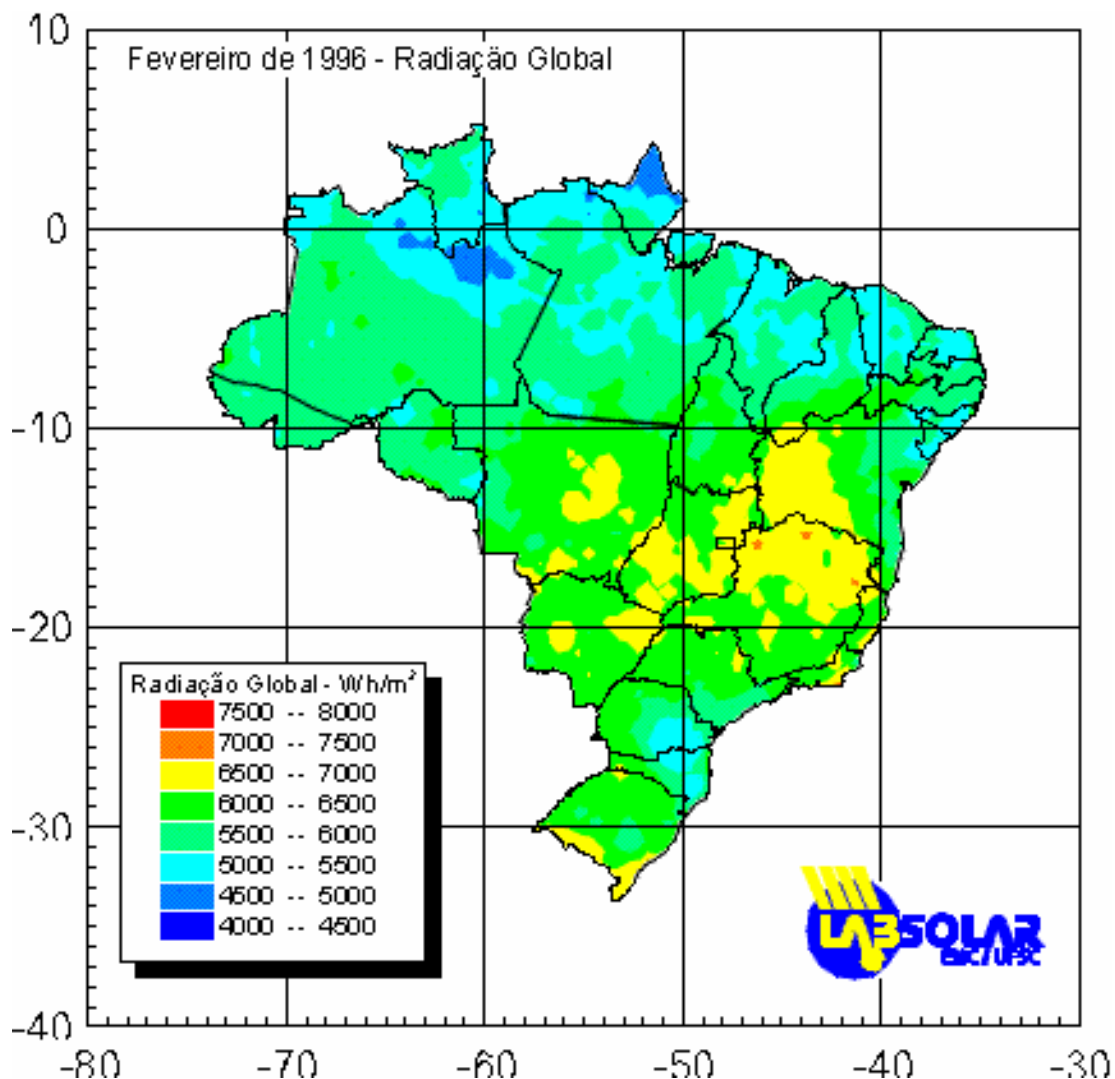 Fevereiro de 1996 - Radiação Global
10
0
-10
-20
-30
-40
-80
-70
-60
-50
-40
-30
Radiação Global - Wh/m²
7500 -- 8000
7000 -- 7500
6500 -- 7000
6000 -- 6500
5500 -- 6000
5000 -- 5500
4500 -- 5000
4000 -- 4500
LABSOLAR
EMC/UFSC